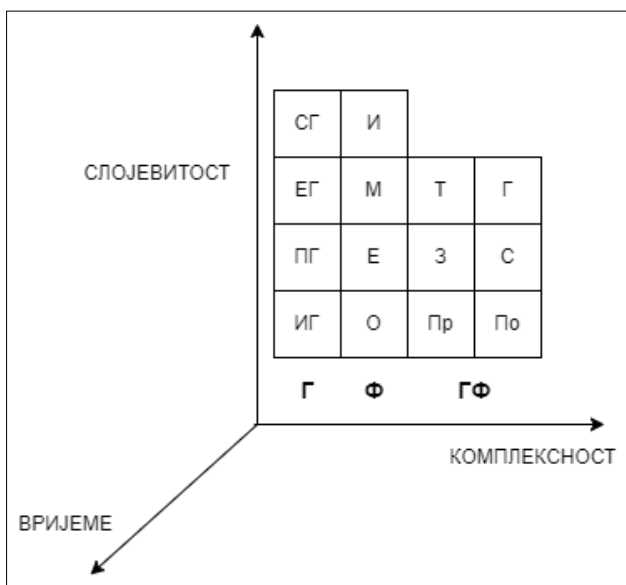 СГ И
СЛОЈЕВИТОСТ
ЕГ М Т Г
ПГ Е З С
ИГ О Пр По
Г Ф ГФ
КОМПЛЕКСНОСТ
ВРИЈЕМЕ